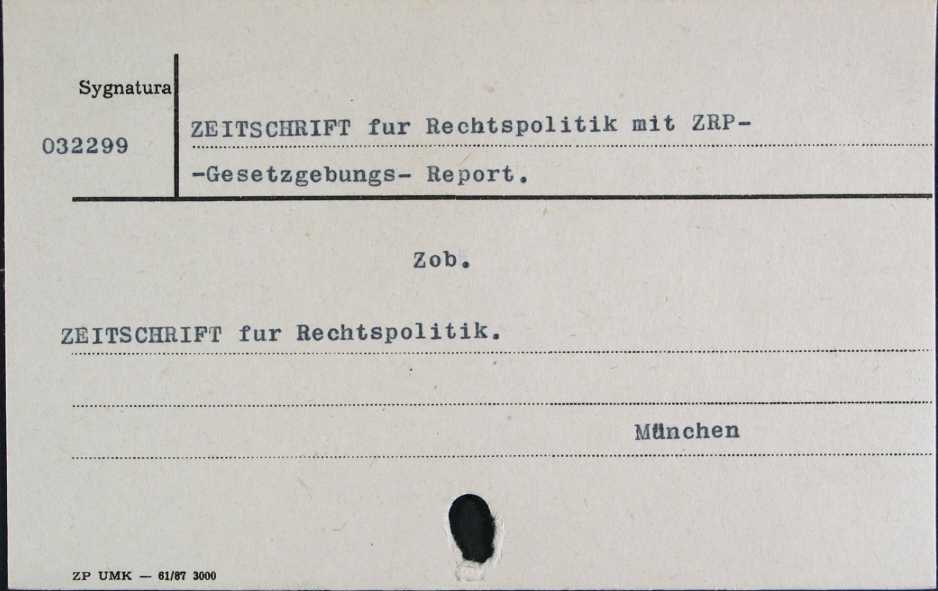 Sygnatura
032299
ZEITSCHRIFT fur Rechtspolitik mit ZRP-
-Gesetzgebungs- Report.
Zob.
ZEITSCHRIFT fur Rechtspolitik.
München
ZP UMK — 61/87 3000